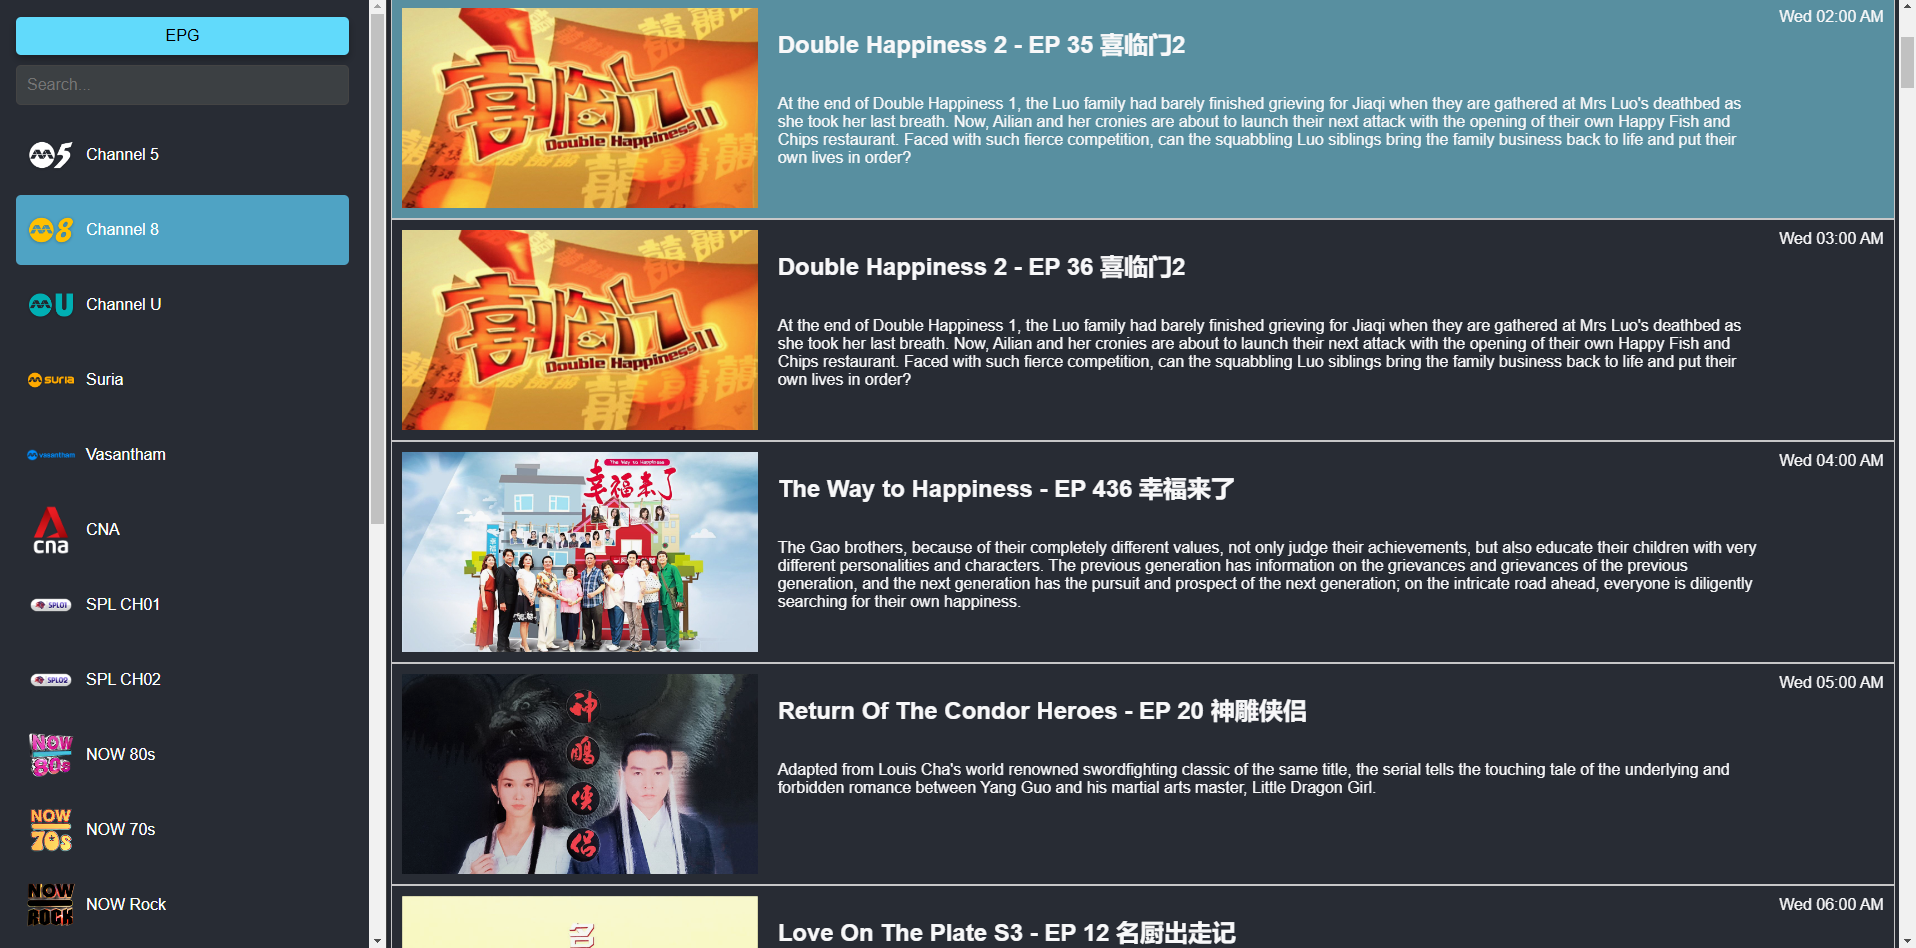 EPG
Search...
5
Channel 5
8
Channel 8
U
Channel U
suria
Suria
vasantham
Vasantham
cna
CNA
SPL01
SPL CH01
SPL02
SPL CH02
NOW
80s
NOW 80s
NOW
70s
NOW 70s
NOW
ROCK
NOW Rock
Wed 02:00 AM
喜临门II
Double Happiness II
Double Happiness 2 - EP 35 喜临门2
At the end of Double Happiness 1, the Luo family had barely finished grieving for Jiaqi when they are gathered at Mrs Luo's deathbed as
she took her last breath. Now, Ailian and her cronies are about to launch their next attack with the opening of their own Happy Fish and
Chips restaurant. Faced with such fierce competition, can the squabbling Luo siblings bring the family business back to life and put their
own lives in order?
Wed 03:00 AM
喜临门II
Double Happiness II
Double Happiness 2 - EP 36 喜临门2
At the end of Double Happiness 1, the Luo family had barely finished grieving for Jiaqi when they are gathered at Mrs Luo's deathbed as
she took her last breath. Now, Ailian and her cronies are about to launch their next attack with the opening of their own Happy Fish and
Chips restaurant. Faced with such fierce competition, can the squabbling Luo siblings bring the family business back to life and put their
own lives in order?
Wed 04:00 AM
The Way to Happiness
幸福来了
The Way to Happiness - EP 436 幸福来了
The Gao brothers, because of their completely different values, not only judge their achievements, but also educate their children with very
different personalities and characters. The previous generation has information on the grievances and grievances of the previous
generation, and the next generation has the pursuit and prospect of the next generation; on the intricate road ahead, everyone is diligently
searching for their own happiness.
Wed 05:00 AM
神
鵰
侠
侣
Return Of The Condor Heroes - EP 20 神雕侠侣
Adapted from Louis Cha's world renowned swordfighting classic of the same title, the serial tells the touching tale of the underlying and
forbidden romance between Yang Guo and his martial arts master, Little Dragon Girl.
Wed 06:00 AM
名
Love On The Plate S3 - EP 12 名厨出走记